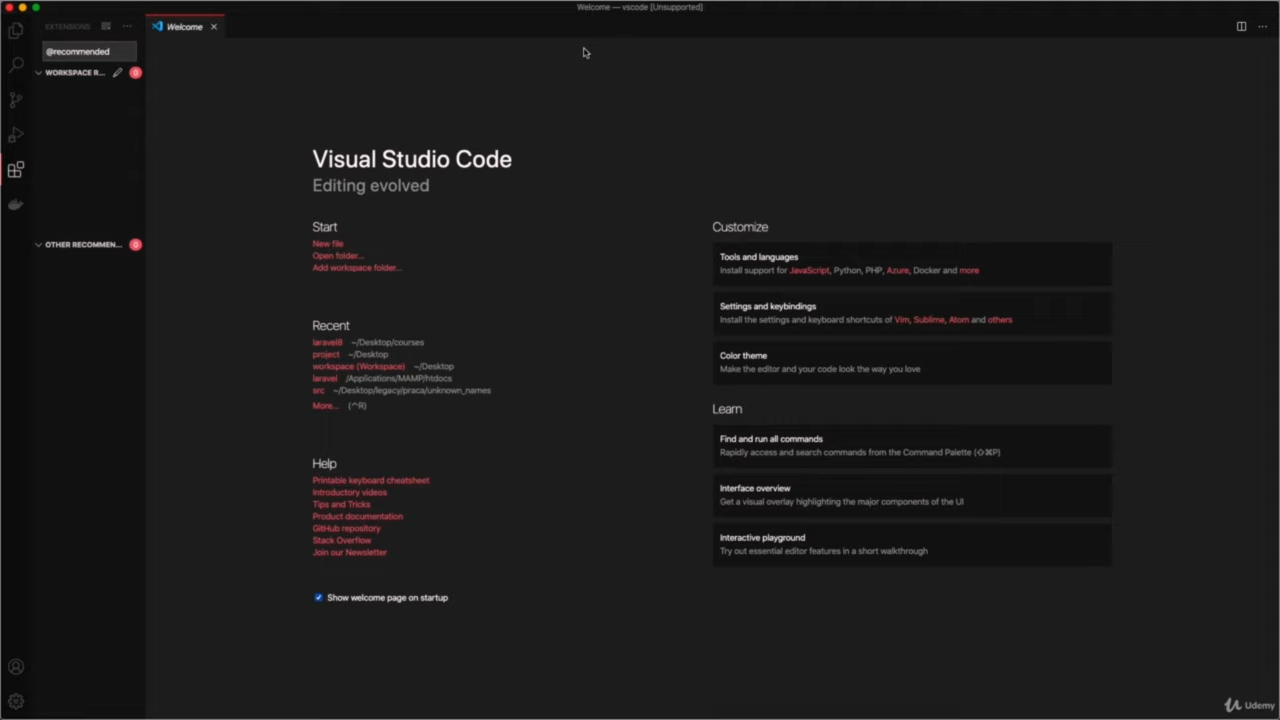 Welcome — vscode [Unsupported]
EXTENSIONS
Welcome
@recommended
WORKSPACE R... 0
OTHER RECOMMEN... 0
Visual Studio Code
Editing evolved
Start
New file
Open folder...
Add workspace folder...
Recent
laravel8 ~/Desktop/courses
project ~/Desktop
workspace (Workspace) ~/Desktop
laravel /Applications/MAMP/htdocs
src ~/Desktop/legacy/praca/unknown_names
More... (^R)
Help
Printable keyboard cheatsheet
Introductory videos
Tips and Tricks
Product documentation
GitHub repository
Stack Overflow
Join our Newsletter
Show welcome page on startup
Customize
Tools and languages
Install support for JavaScript, Python, PHP, Azure, Docker and more
Settings and keybindings
Install the settings and keyboard shortcuts of Vim, Sublime, Atom and others
Color theme
Make the editor and your code look the way you love
Learn
Find and run all commands
Rapidly access and search commands from the Command Palette (⇧⌘P)
Interface overview
Get a visual overlay highlighting the major components of the UI
Interactive playground
Try out essential editor features in a short walkthrough
Udemy